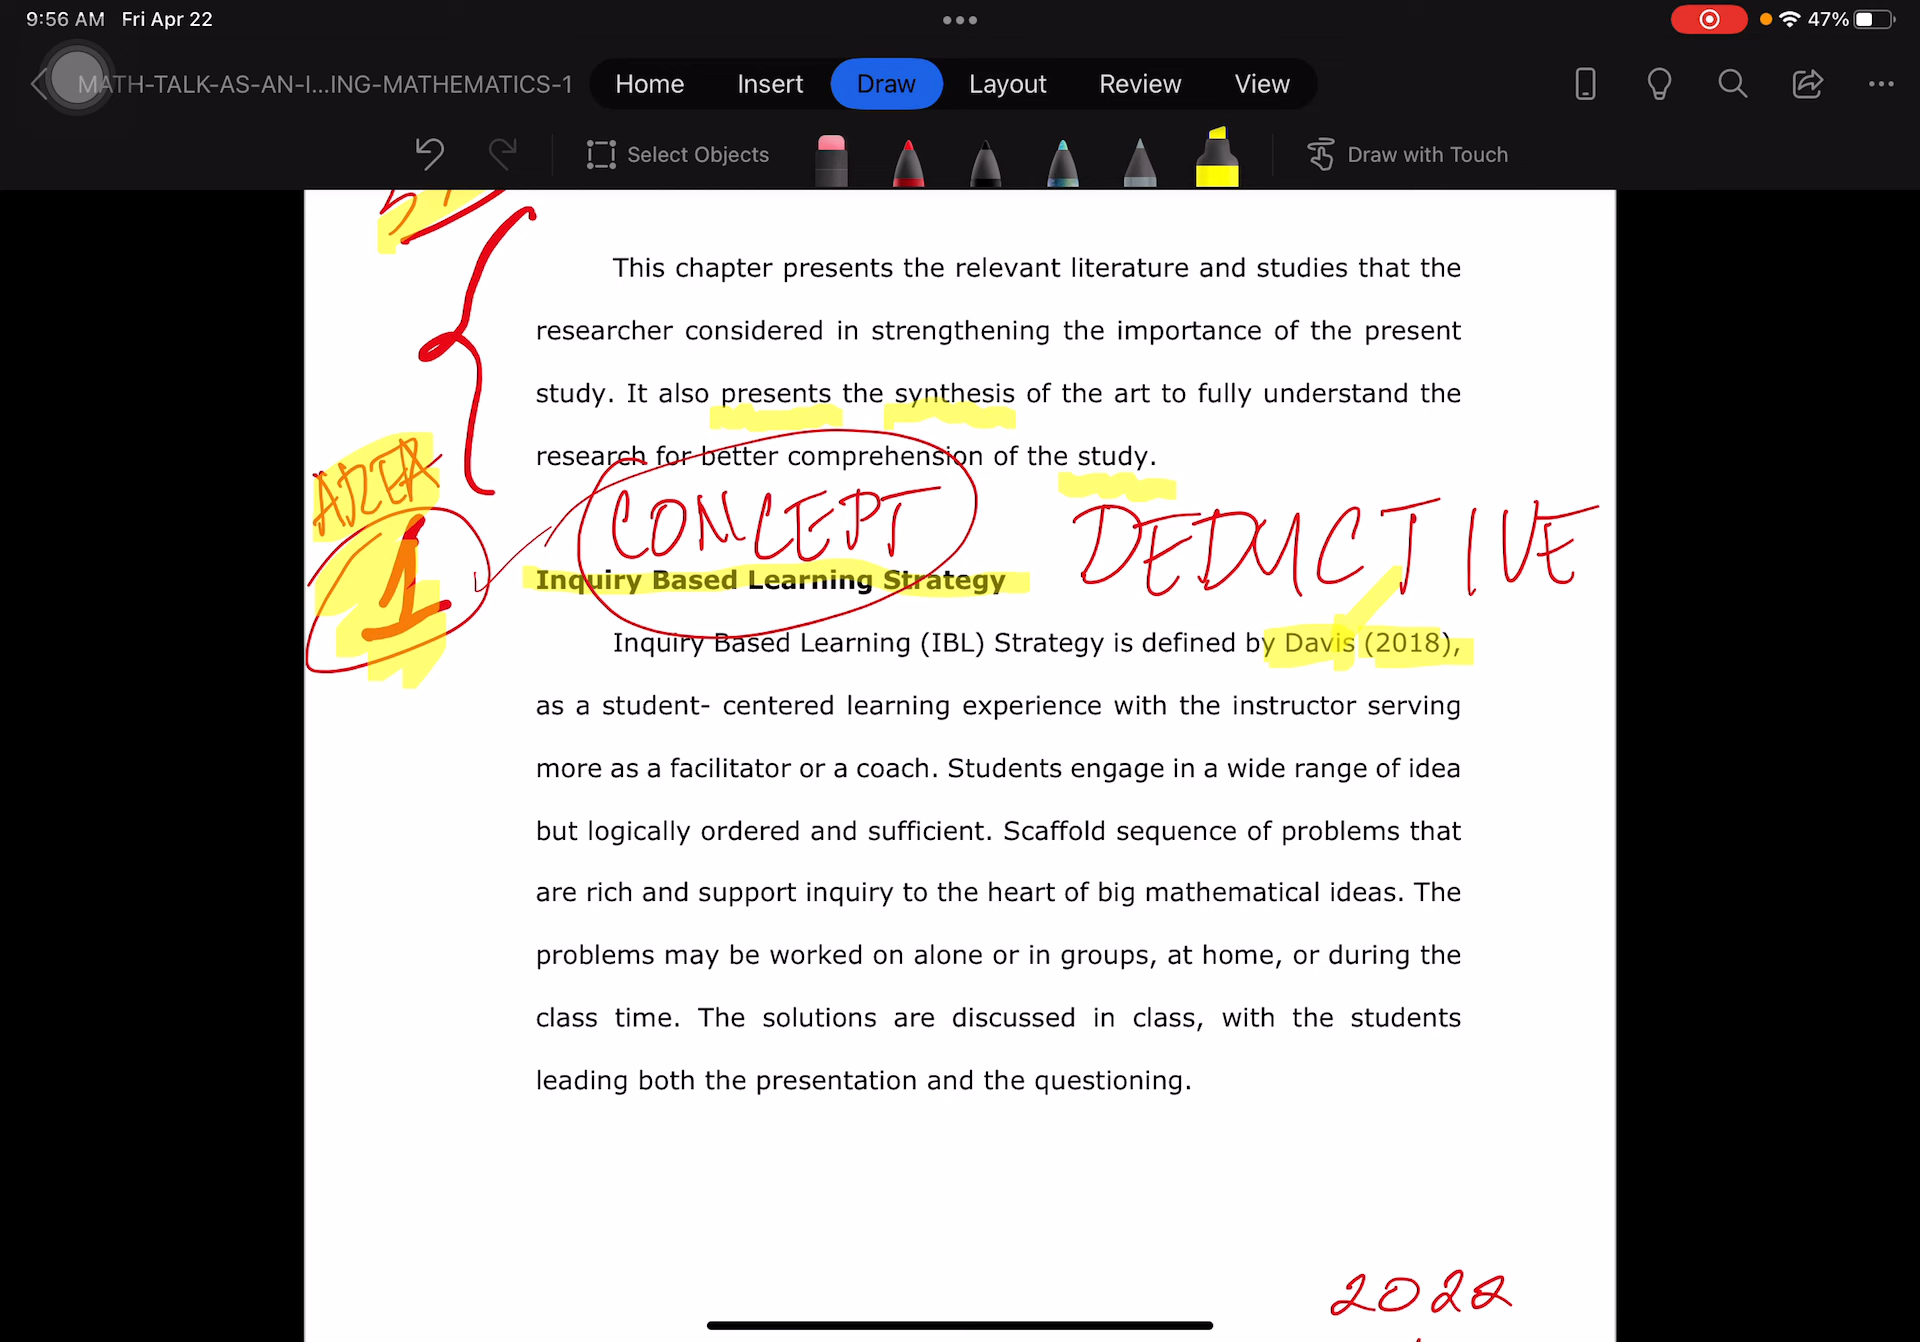 9:56 AM Fri Apr 22
47%
MATH-TALK-AS-AN-I...ING-MATHEMATICS-1
Home Insert Draw Layout Review View
Select Objects
Draw with Touch
This chapter presents the relevant literature and studies that the
researcher considered in strengthening the importance of the present
study. It also presents the synthesis of the art to fully understand the
research for better comprehension of the study.
AREA
1
CONCEPT
DEDUCTIVE
Inquiry Based Learning Strategy
Inquiry Based Learning (IBL) Strategy is defined by Davis (2018),
as a student- centered learning experience with the instructor serving
more as a facilitator or a coach. Students engage in a wide range of idea
but logically ordered and sufficient. Scaffold sequence of problems that
are rich and support inquiry to the heart of big mathematical ideas. The
problems may be worked on alone or in groups, at home, or during the
class time. The solutions are discussed in class, with the students
leading both the presentation and the questioning.
2022